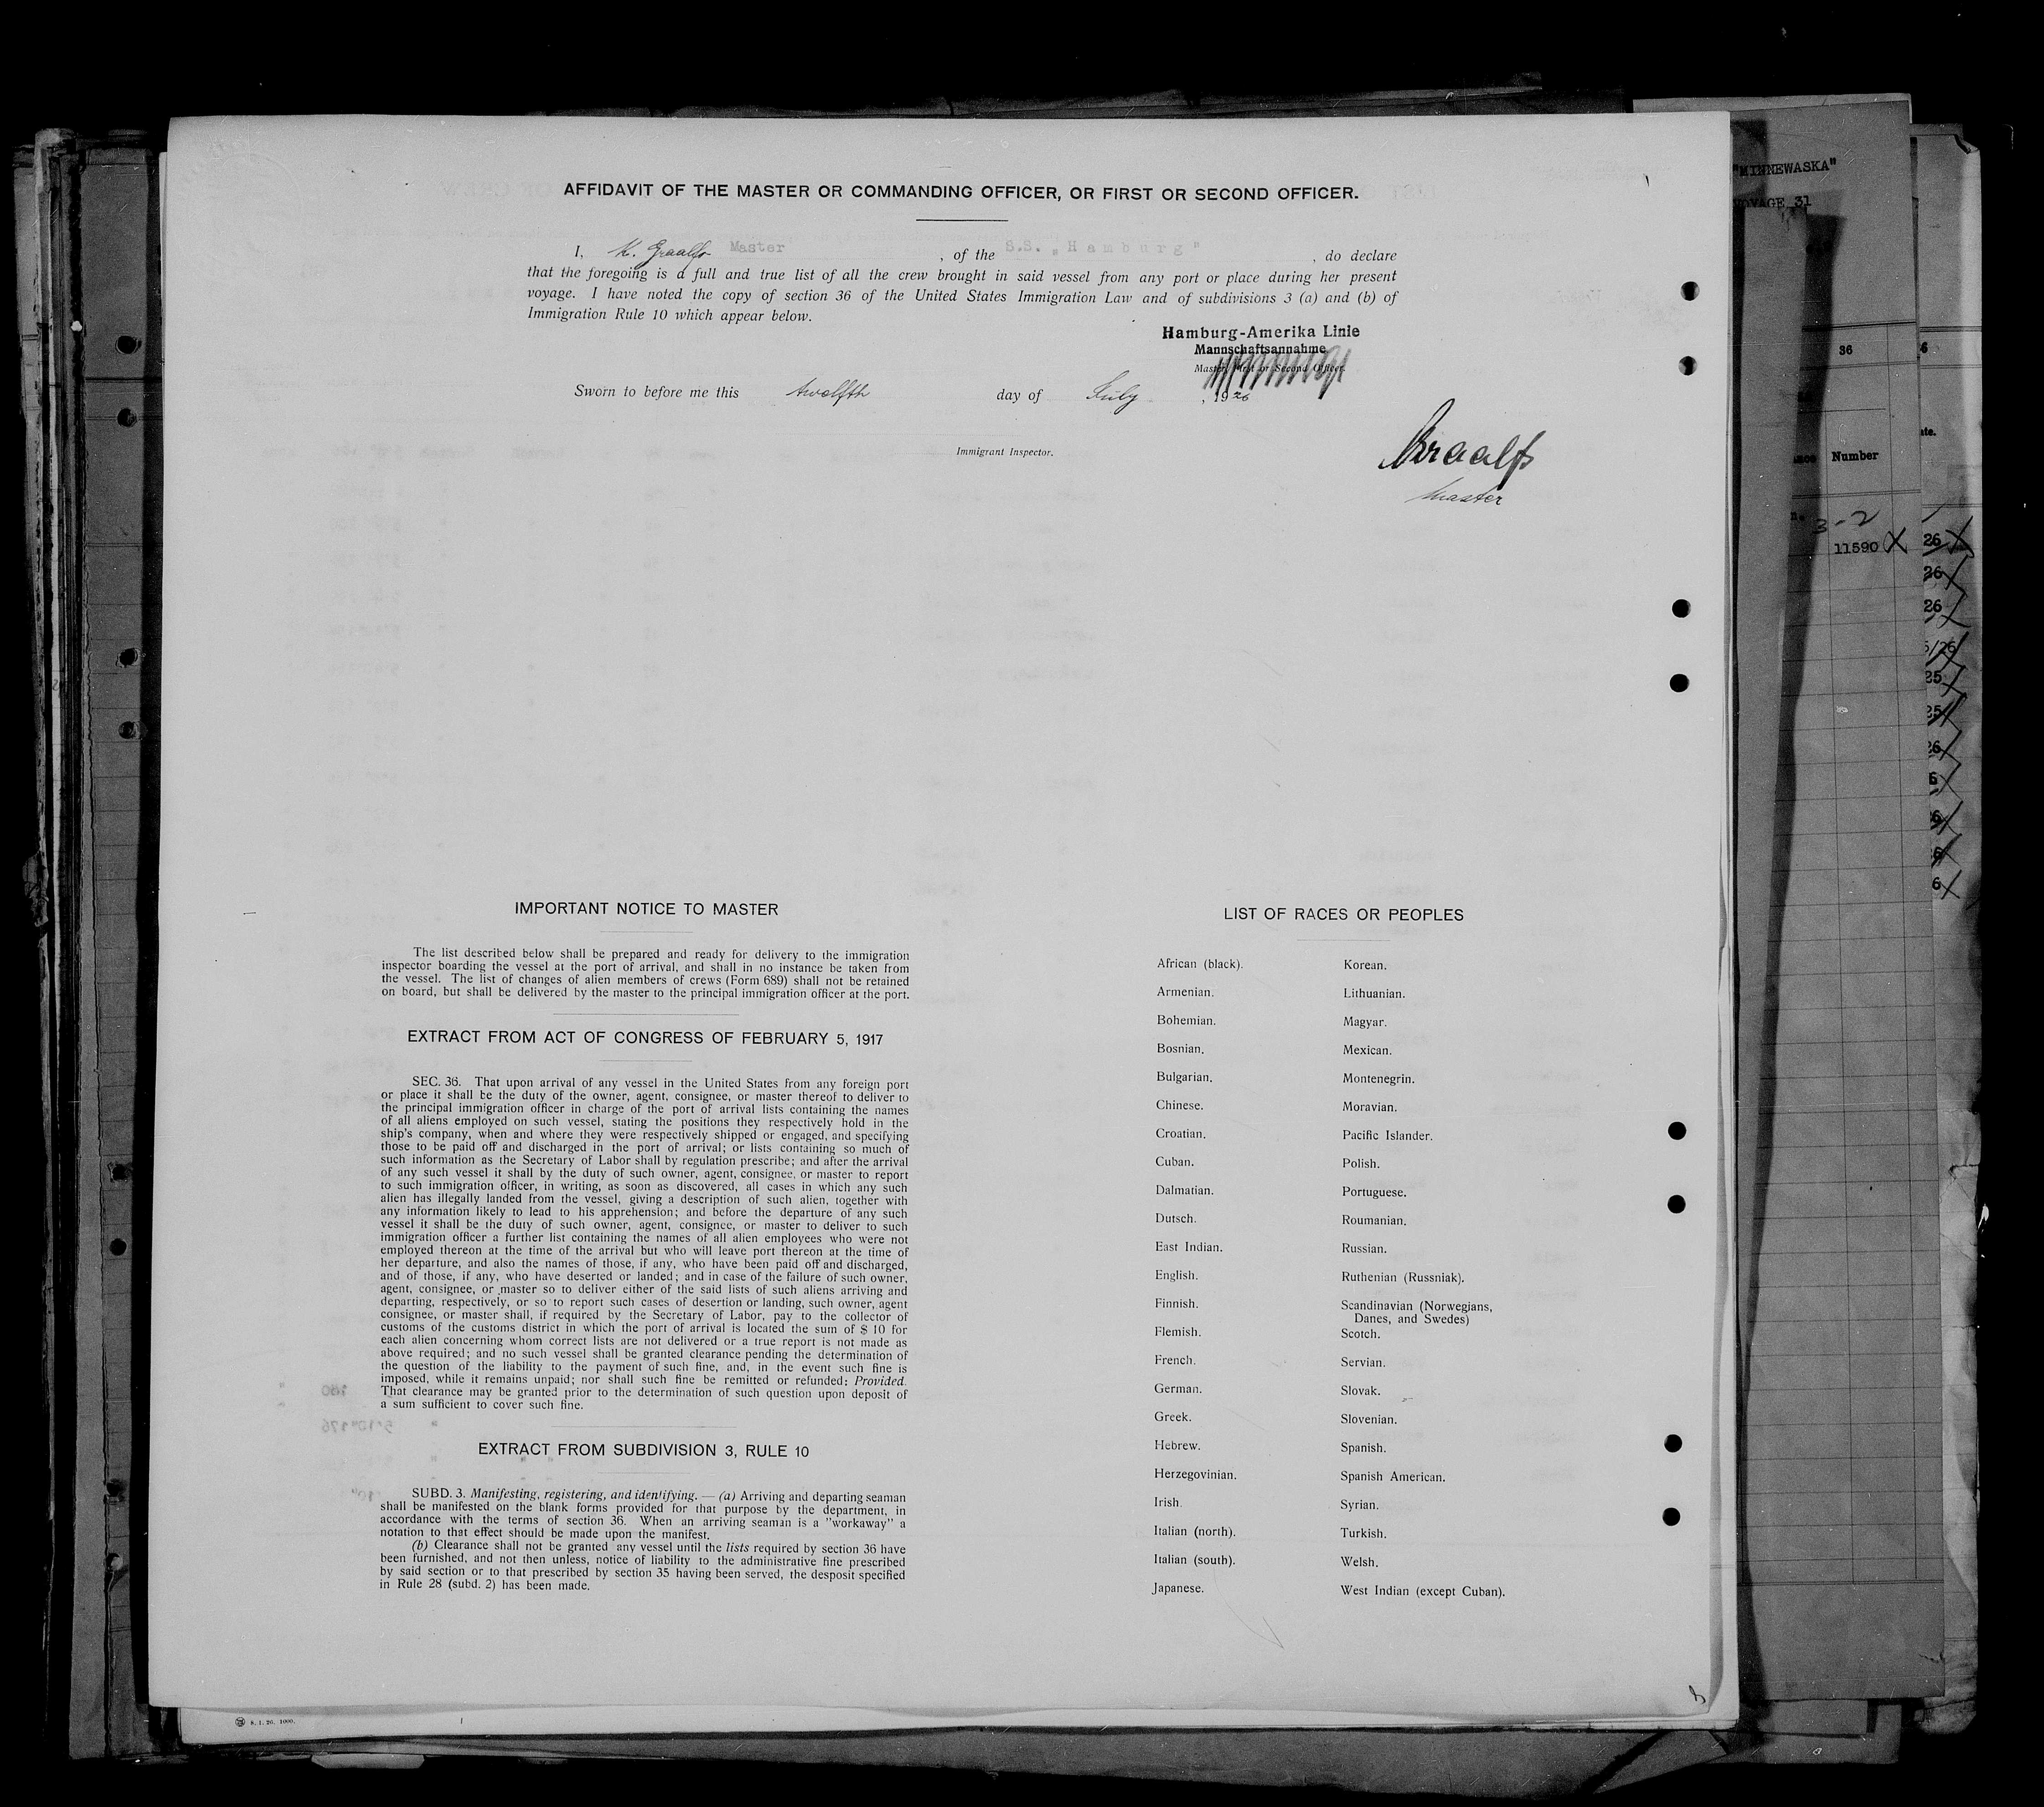 AFFIDAVIT OF THE MASTER OR COMMANDING OFFICER, OR FIRST OR SECOND OFFICER.
I, K. Graalfs Master , of the S.S. „Hamburg" , do declare
that the foregoing is a full and true list of all the crew brought in said vessel from any port or place during her present
voyage. I have noted the copy of section 36 of the United States Immigration Law and of subdivisions 3 (a) and (b) of
Immigration Rule 10 which appear below.
Hamburg-Amerika Linie
Mannschaftsannahme
Master, First or Second Officer.
Sworn to before me this twolfth day of July , 1926
Immigrant Inspector.
Graalfs
Master
IMPORTANT NOTICE TO MASTER
The list described below shall be prepared and ready for delivery to the immigration
inspector boarding the vessel at the port of arrival, and shall in no instance be taken from
the vessel. The list of changes of alien members of crews (Form 689) shall not be retained
on board, but shall be delivered by the master to the principal immigration officer at the port.
EXTRACT FROM ACT OF CONGRESS OF FEBRUARY 5, 1917
SEC. 36. That upon arrival of any vessel in the United States from any foreign port
or place it shall be the duty of the owner, agent, consignee, or master thereof to deliver to
the principal immigration officer in charge of the port of arrival lists containing the names
of all aliens employed on such vessel, stating the positions they respectively hold in the
ship's company, when and where they were respectively shipped or engaged, and specifying
those to be paid off and discharged in the port of arrival; or lists containing so much of
such information as the Secretary of Labor shall by regulation prescribe; and after the arrival
of any such vessel it shall by the duty of such owner, agent, consignee, or master to report
to such immigration officer, in writing, as soon as discovered, all cases in which any such
alien has illegally landed from the vessel, giving a description of such alien, together with
any information likely to lead to his apprehension; and before the departure of any such
vessel it shall be the duty of such owner, agent, consignee, or master to deliver to such
immigration officer a further list containing the names of all alien employees who were not
employed thereon at the time of the arrival but who will leave port thereon at the time of
her departure, and also the names of those, if any, who have been paid off and discharged,
and of those, if any, who have deserted or landed; and in case of the failure of such owner,
agent, consignee, or master so to deliver either of the said lists of such aliens arriving and
departing, respectively, or so to report such cases of desertion or landing, such owner, agent
consignee, or master shall, if required by the Secretary of Labor, pay to the collector of
customs of the customs district in which the port of arrival is located the sum of $ 10 for
each alien concerning whom correct lists are not delivered or a true report is not made as
above required; and no such vessel shall be granted clearance pending the determination of
the question of the liability to the payment of such fine, and, in the event such fine is
imposed, while it remains unpaid; nor shall such fine be remitted or refunded: Provided.
That clearance may be granted prior to the determination of such question upon deposit of
a sum sufficient to cover such fine.
EXTRACT FROM SUBDIVISION 3, RULE 10
SUBD. 3. Manifesting, registering, and identifying. — (a) Arriving and departing seaman
shall be manifested on the blank forms provided for that purpose by the department, in
accordance with the terms of section 36. When an arriving seaman is a "workaway" a
notation to that effect should be made upon the manifest.
(b) Clearance shall not be granted any vessel until the lists required by section 36 have
been furnished, and not then unless, notice of liability to the administrative fine prescribed
by said section or to that prescribed by section 35 having been served, the desposit specified
in Rule 28 (subd. 2) has been made.
LIST OF RACES OR PEOPLES
African (black). Korean.
Armenian. Lithuanian.
Bohemian. Magyar.
Bosnian. Mexican.
Bulgarian. Montenegrin.
Chinese. Moravian.
Croatian. Pacific Islander.
Cuban. Polish.
Dalmatian. Portuguese.
Dutsch. Roumanian.
East Indian. Russian.
English. Ruthenian (Russniak).
Finnish. Scandinavian (Norwegians,
Danes, and Swedes)
Flemish. Scotch.
French. Servian.
German. Slovak.
Greek. Slovenian.
Hebrew. Spanish.
Herzegovinian. Spanish American.
Irish. Syrian.
Italian (north). Turkish.
Italian (south). Welsh.
Japanese. West Indian (except Cuban).
8. 1. 26. 1000.
"MINNEWASKA"
VOYAGE 31
36
Number
3-2
11590 X
26
26
26
5/26
25
25
26
6
6
6
6